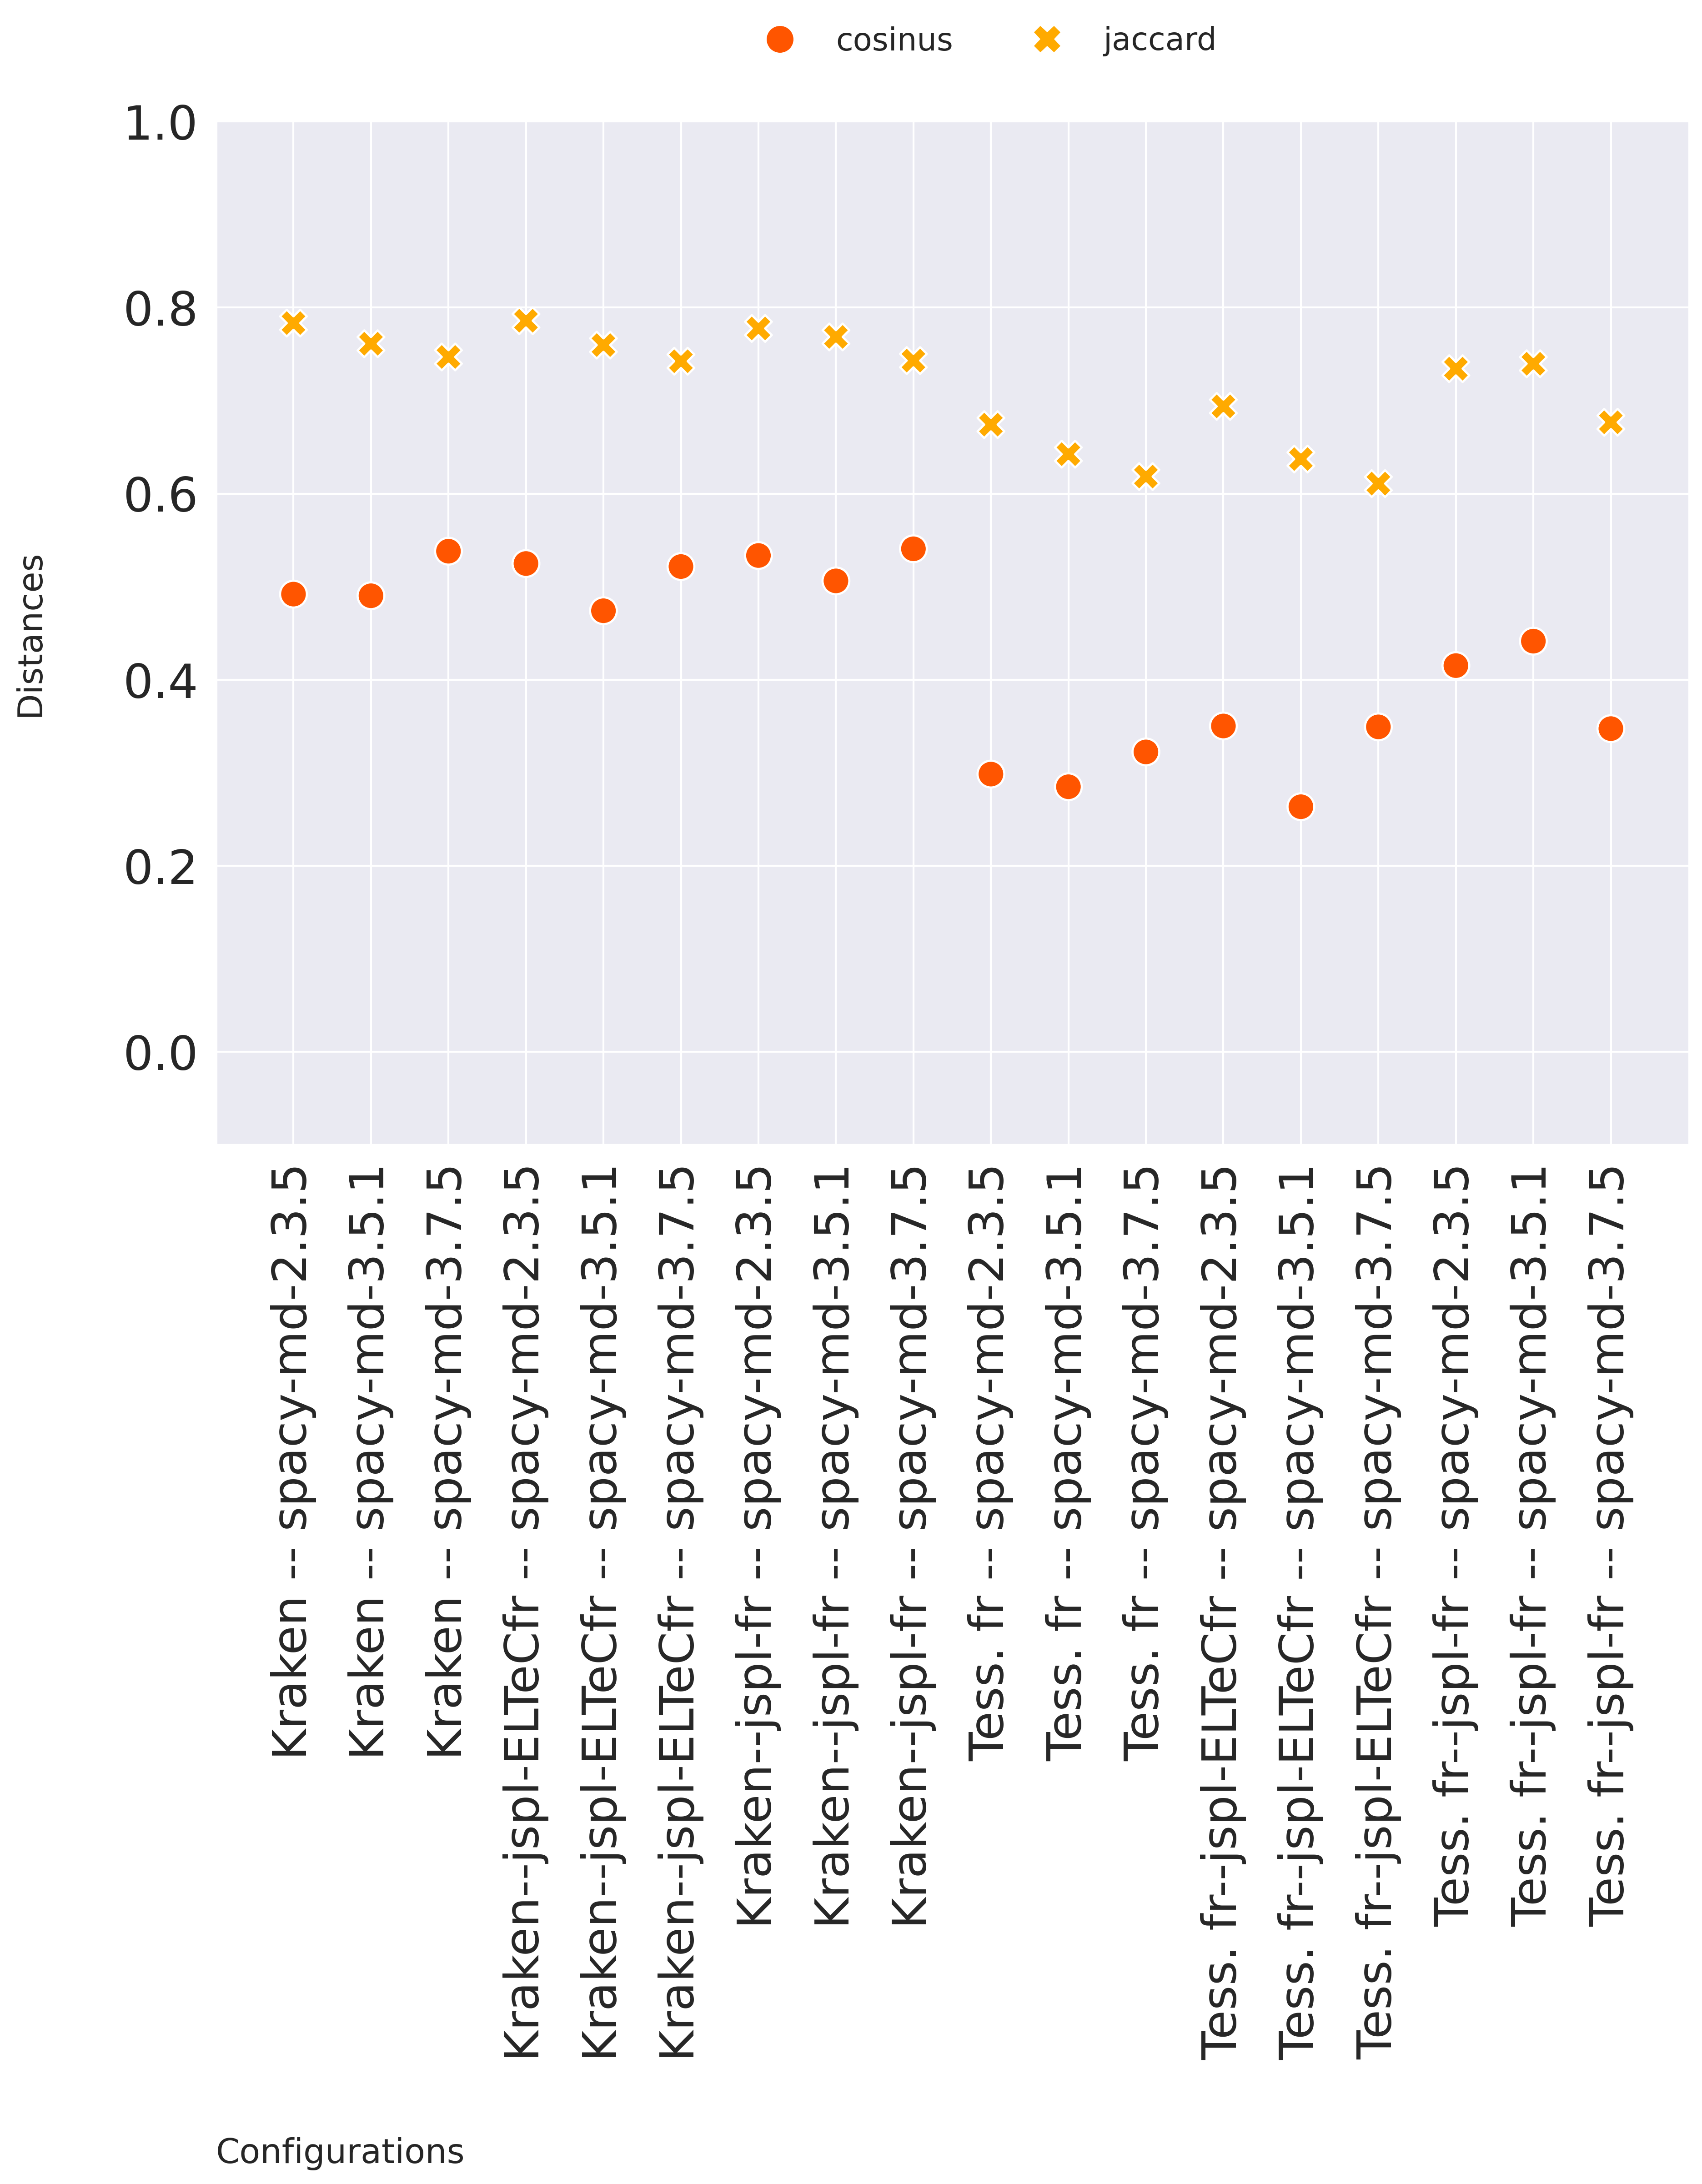 cosinus
jaccard
1.0
0.8
0.6
0.4
0.2
0.0
Distances
Kraken -- spacy-md-2.3.5
Kraken -- spacy-md-3.5.1
Kraken -- spacy-md-3.7.5
Kraken--jspl-ELTeCfr -- spacy-md-2.3.5
Kraken--jspl-ELTeCfr -- spacy-md-3.5.1
Kraken--jspl-ELTeCfr -- spacy-md-3.7.5
Kraken--jspl-fr -- spacy-md-2.3.5
Kraken--jspl-fr -- spacy-md-3.5.1
Kraken--jspl-fr -- spacy-md-3.7.5
Tess. fr -- spacy-md-2.3.5
Tess. fr -- spacy-md-3.5.1
Tess. fr -- spacy-md-3.7.5
Tess. fr--jspl-ELTeCfr -- spacy-md-2.3.5
Tess. fr--jspl-ELTeCfr -- spacy-md-3.5.1
Tess. fr--jspl-ELTeCfr -- spacy-md-3.7.5
Tess. fr--jspl-fr -- spacy-md-2.3.5
Tess. fr--jspl-fr -- spacy-md-3.5.1
Tess. fr--jspl-fr -- spacy-md-3.7.5
Configurations